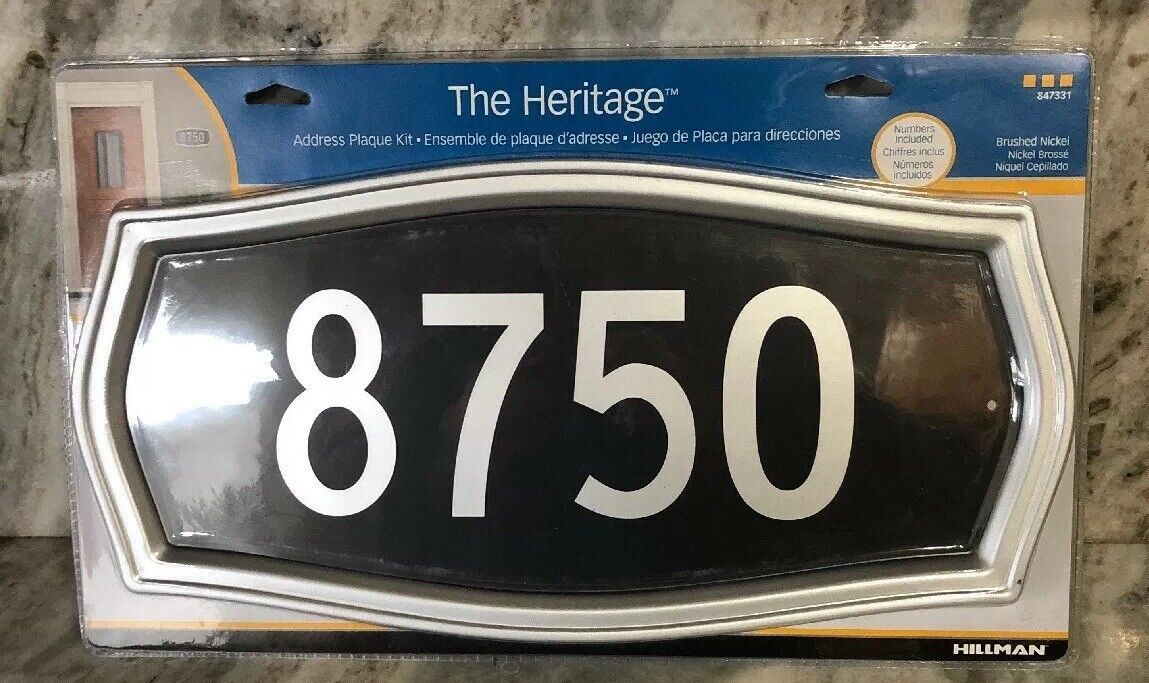 The Heritage™
Address Plaque Kit • Ensemble de plaque d'adresse • Juego de Placa para direcciones
847331
Numbers
Included
Chiffres inclus
Números
incluidos
Brushed Nickel
Nickel Brossé
Niquel Cepillado
8750
8750
HILLMAN